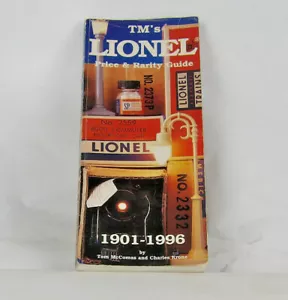 TM's
LIONEL
Price & Rarity Guide
NO. 2373P
LIONEL
TRAINS
LIONEL
NO. 2332
1901-1996
by
Tom McComas and Charles Krone